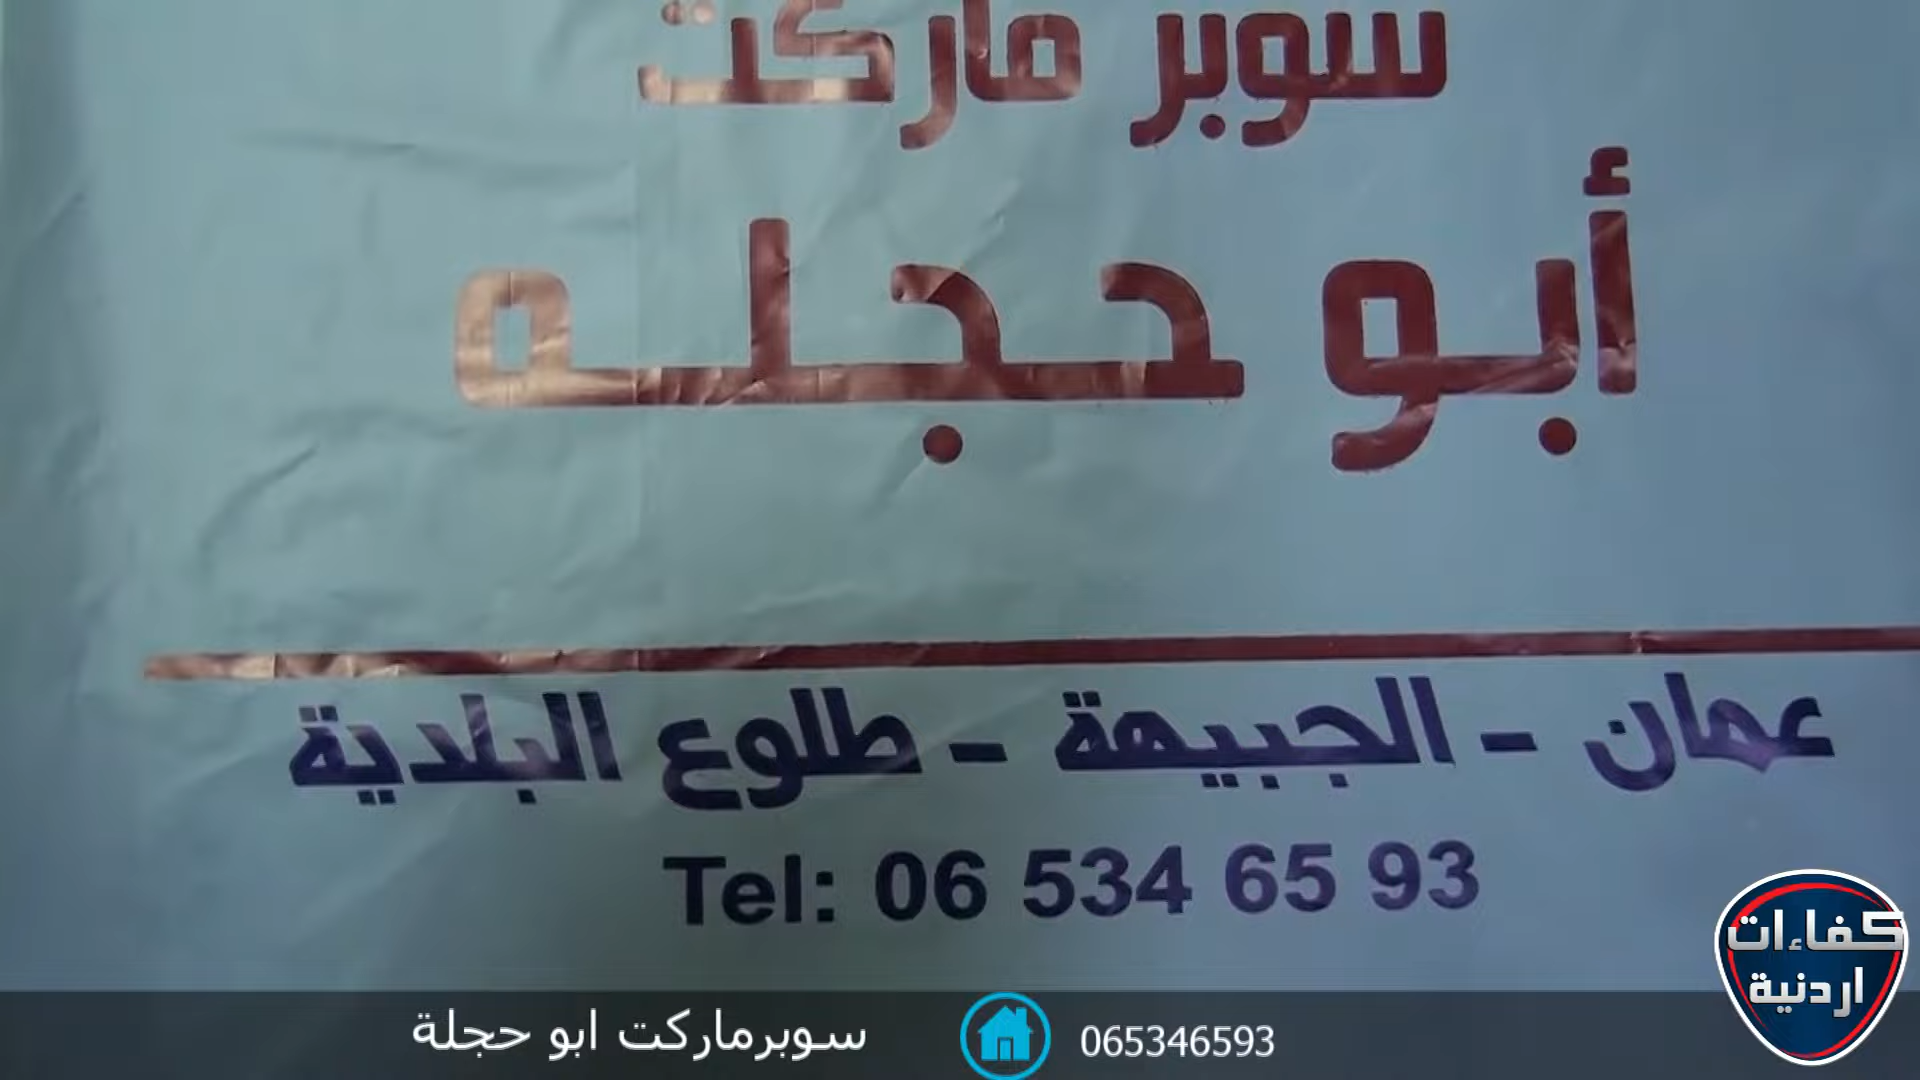 سوبر ماركت
أبو حجله
عمان - الجبيهة - طلوع البلدية
Tel: 06 534 65 93
كفاءات
اردنية
سوبرماركت ابو حجلة
065346593